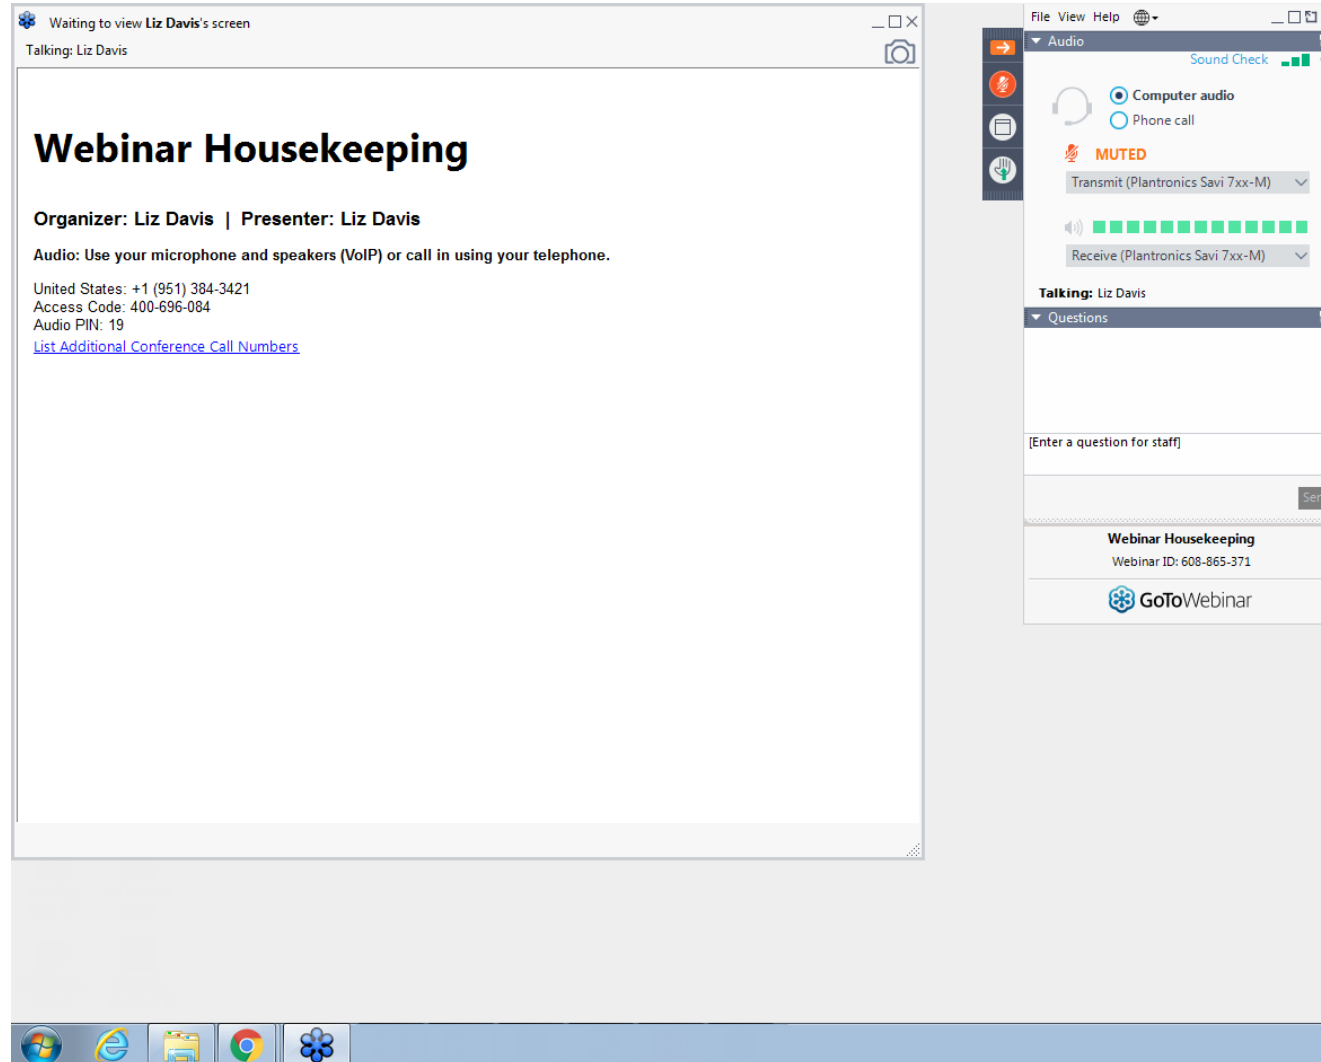 Waiting to view Liz Davis's screen
Talking: Liz Davis
Webinar Housekeeping
Organizer: Liz Davis | Presenter: Liz Davis
Audio: Use your microphone and speakers (VoIP) or call in using your telephone.
United States: +1 (951) 384-3421
Access Code: 400-696-084
Audio PIN: 19
List Additional Conference Call Numbers
File View Help
Audio
Sound Check
Computer audio
Phone call
MUTED
Transmit (Plantronics Savi 7xx-M)
Receive (Plantronics Savi 7xx-M)
Talking: Liz Davis
Questions
[Enter a question for staff]
Webinar Housekeeping
Webinar ID: 608-865-371
GoToWebinar